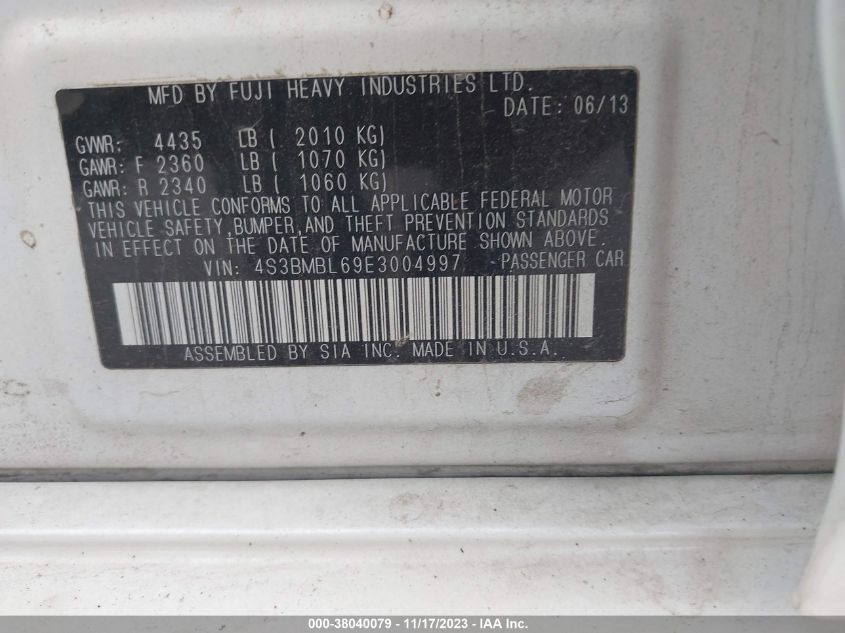 MFD BY FUJI HEAVY INDUSTRIES LTD.
DATE: 06/13
GVWR: 4435 LB ( 2010 KG)
GAWR: F 2360 LB ( 1070 KG)
GAWR: R 2340 LB ( 1060 KG)
THIS VEHICLE CONFORMS TO ALL APPLICABLE FEDERAL MOTOR
VEHICLE SAFETY, BUMPER, AND THEFT PREVENTION STANDARDS
IN EFFECT ON THE DATE OF MANUFACTURE SHOWN ABOVE.
VIN: 4S3BMBL69E3004997 PASSENGER CAR
ASSEMBLED BY SIA INC. MADE IN U.S.A.
000-38040079 - 11/17/2023 - IAA Inc.